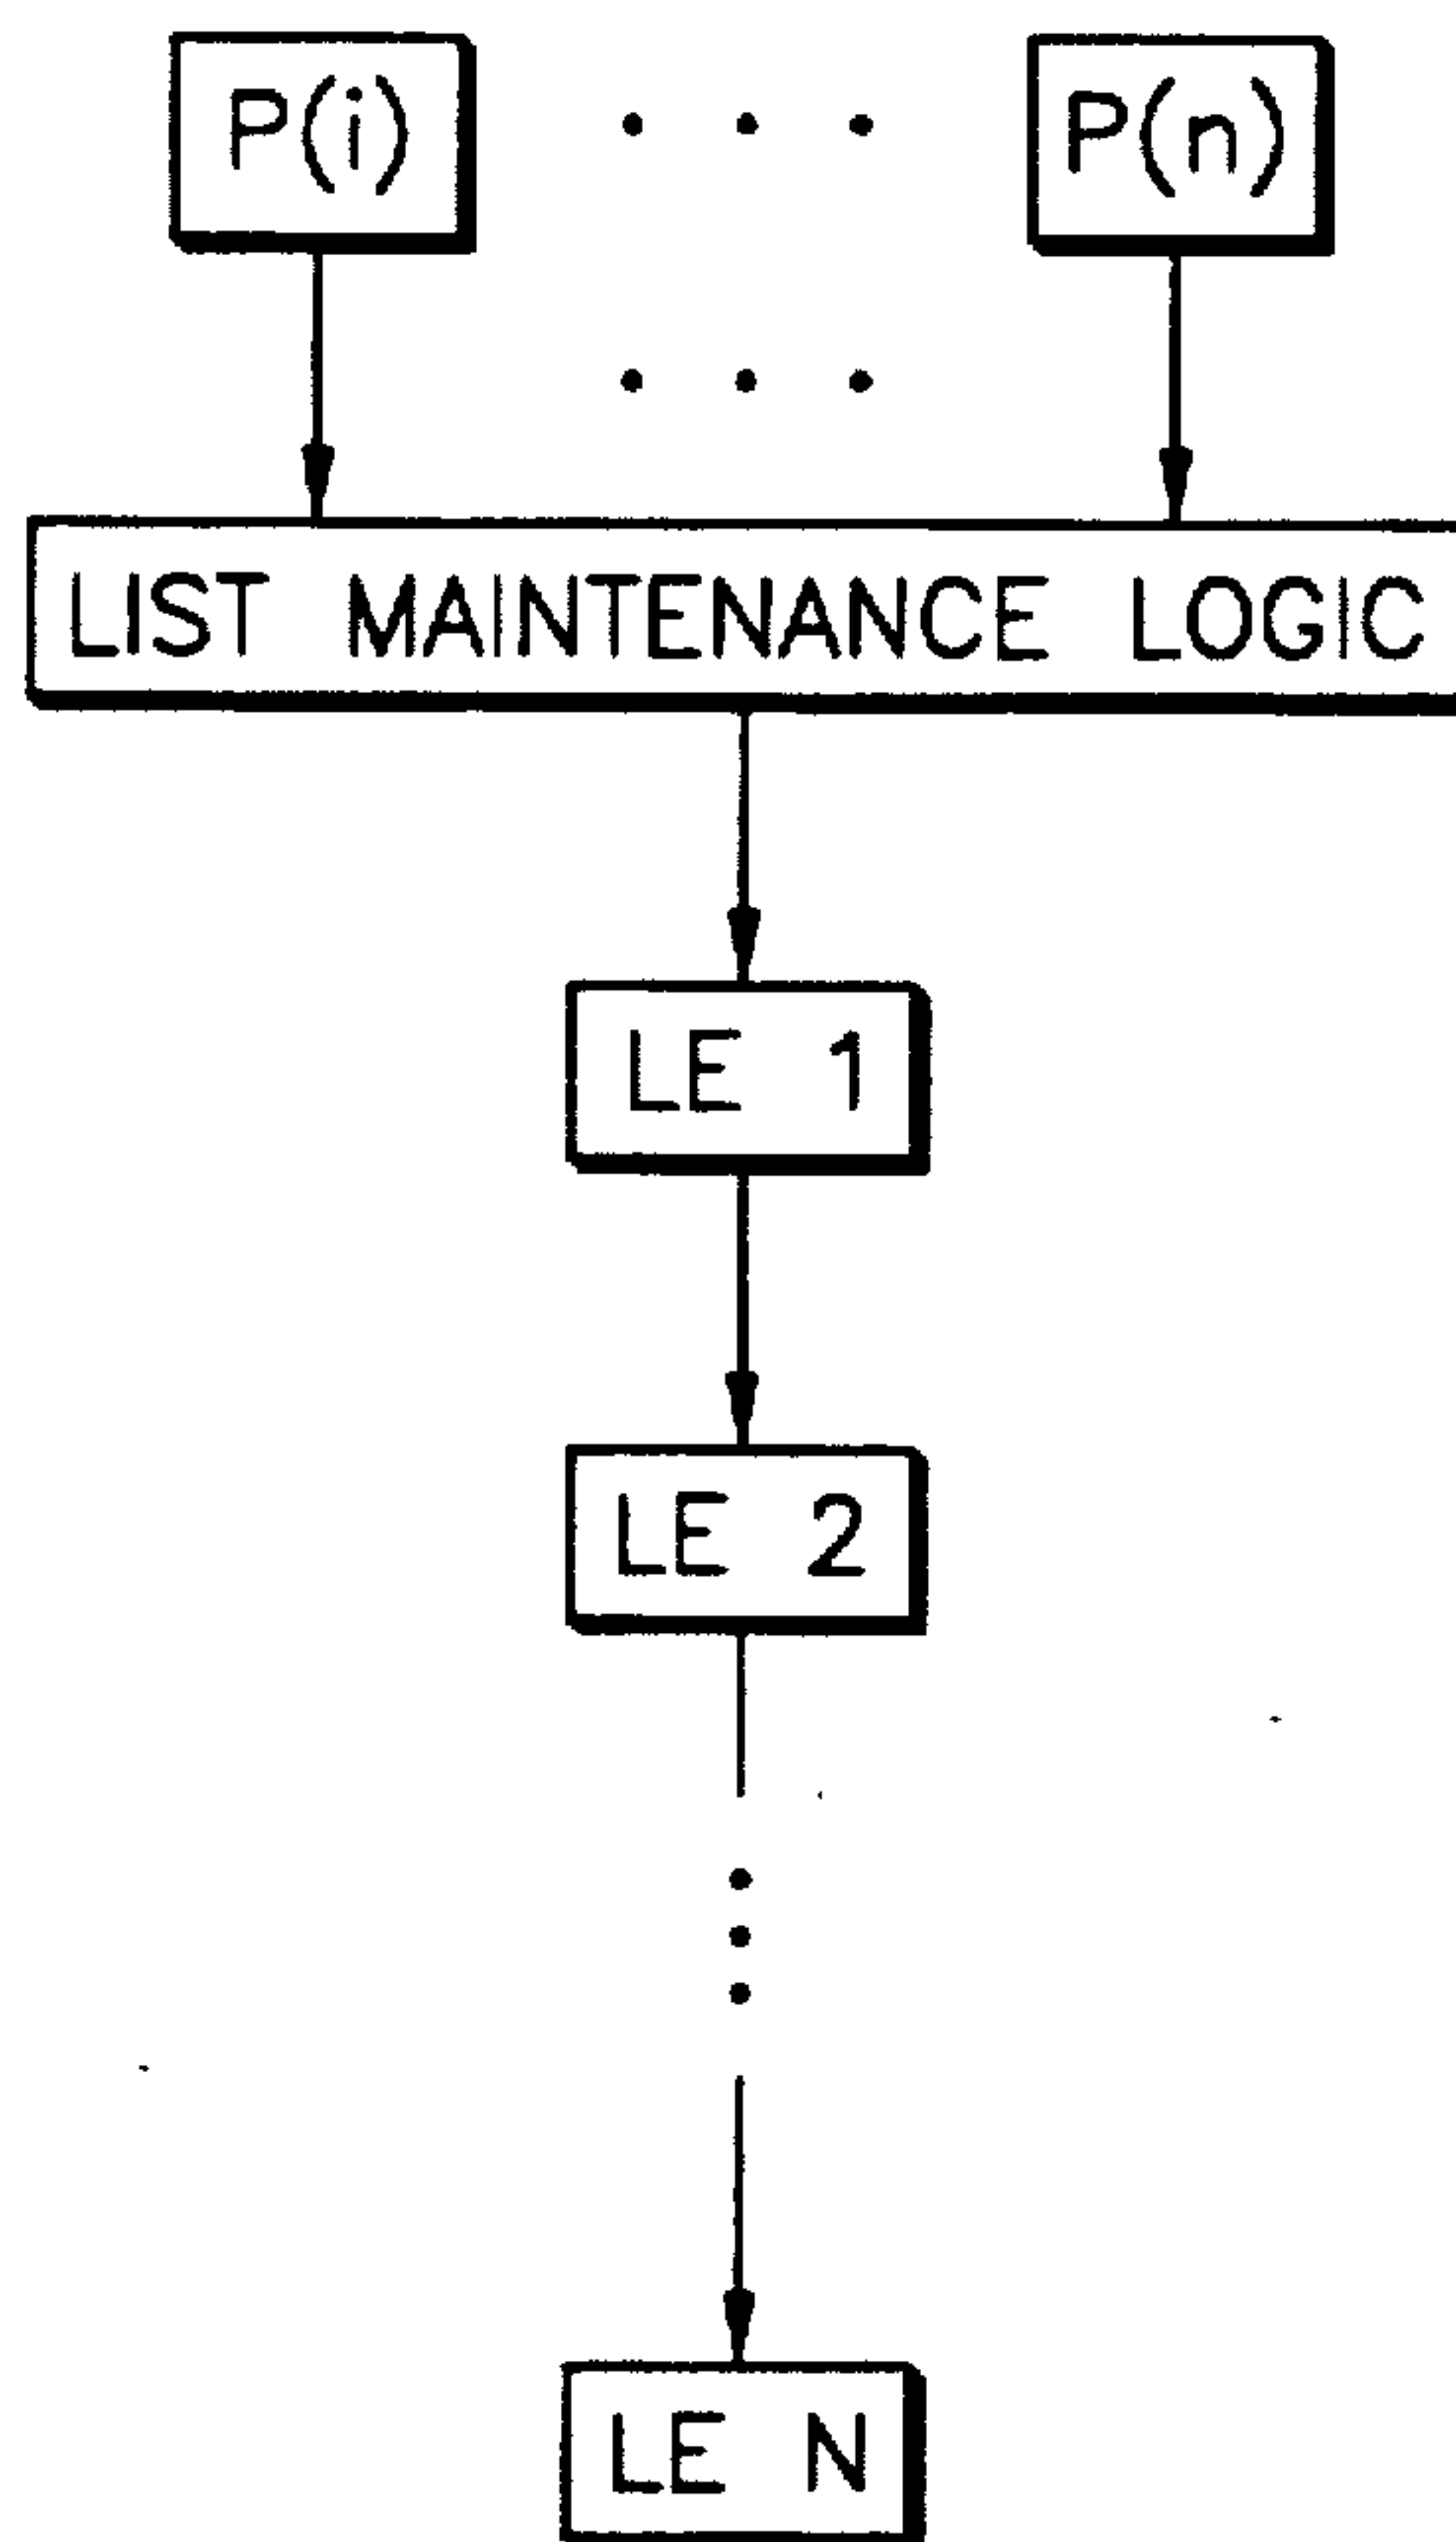 P(i) . . . P(n)
. . .
LIST MAINTENANCE LOGIC
LE 1
LE 2
LE N